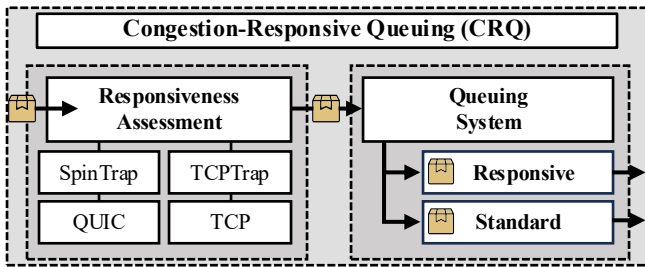 Congestion-Responsive Queuing (CRQ)
Responsiveness
Assessment
SpinTrap
TCPTrap
QUIC
TCP
Queuing
System
Responsive
Standard